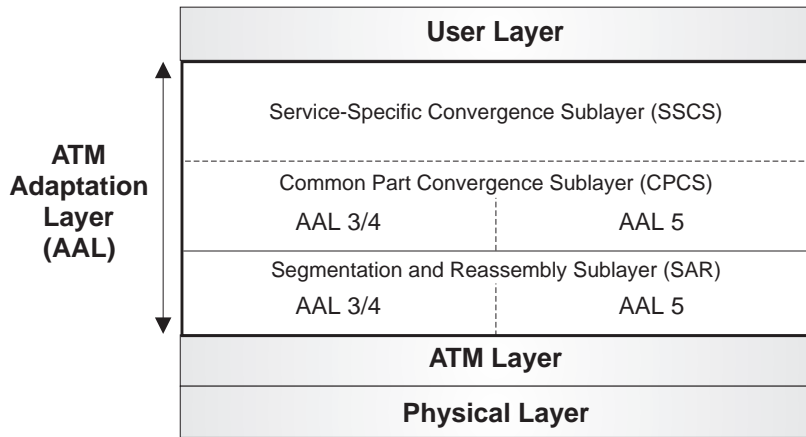 User Layer
Service-Specific Convergence Sublayer (SSCS)
ATM
Adaptation
Layer
(AAL)
Common Part Convergence Sublayer (CPCS)
AAL 3/4 AAL 5
Segmentation and Reassembly Sublayer (SAR)
AAL 3/4 AAL 5
ATM Layer
Physical Layer